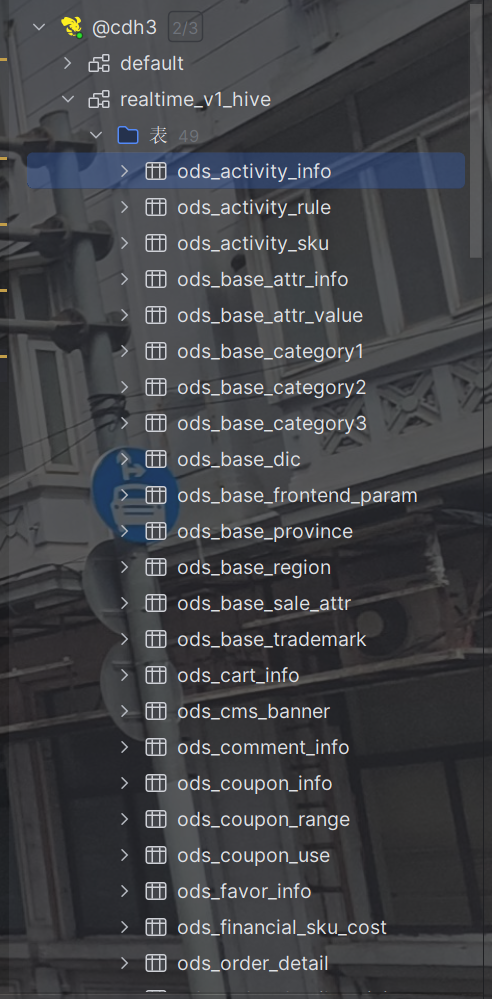 @cdh3 2/3
default
realtime_v1_hive
表 49
ods_activity_info
ods_activity_rule
ods_activity_sku
ods_base_attr_info
ods_base_attr_value
ods_base_category1
ods_base_category2
ods_base_category3
ods_base_dic
ods_base_frontend_param
ods_base_province
ods_base_region
ods_base_sale_attr
ods_base_trademark
ods_cart_info
ods_cms_banner
ods_comment_info
ods_coupon_info
ods_coupon_range
ods_coupon_use
ods_favor_info
ods_financial_sku_cost
ods_order_detail